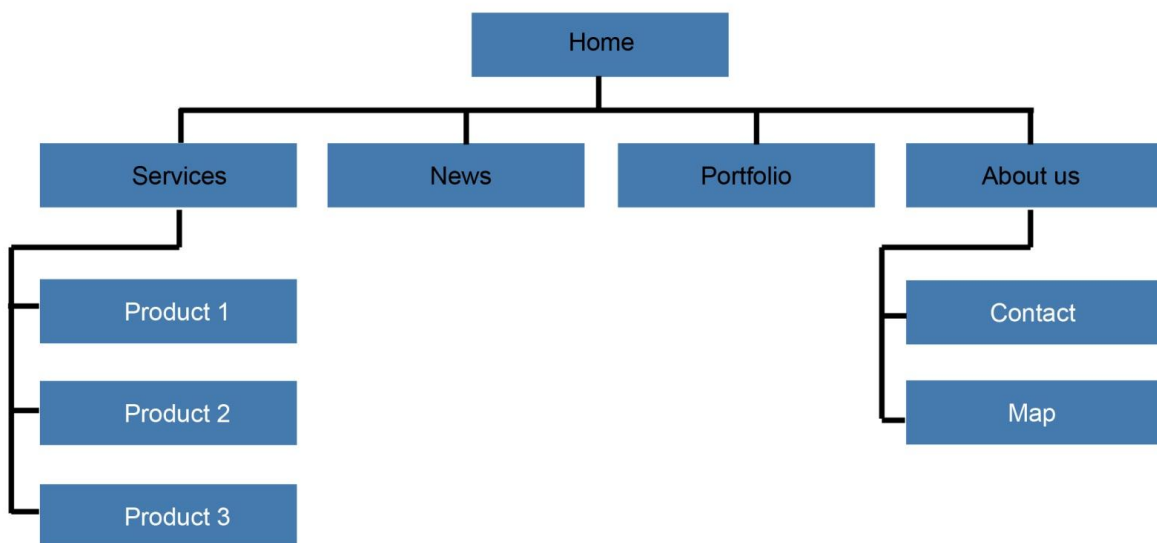 Home
Services
News
Portfolio
About us
Product 1
Contact
Product 2
Map
Product 3